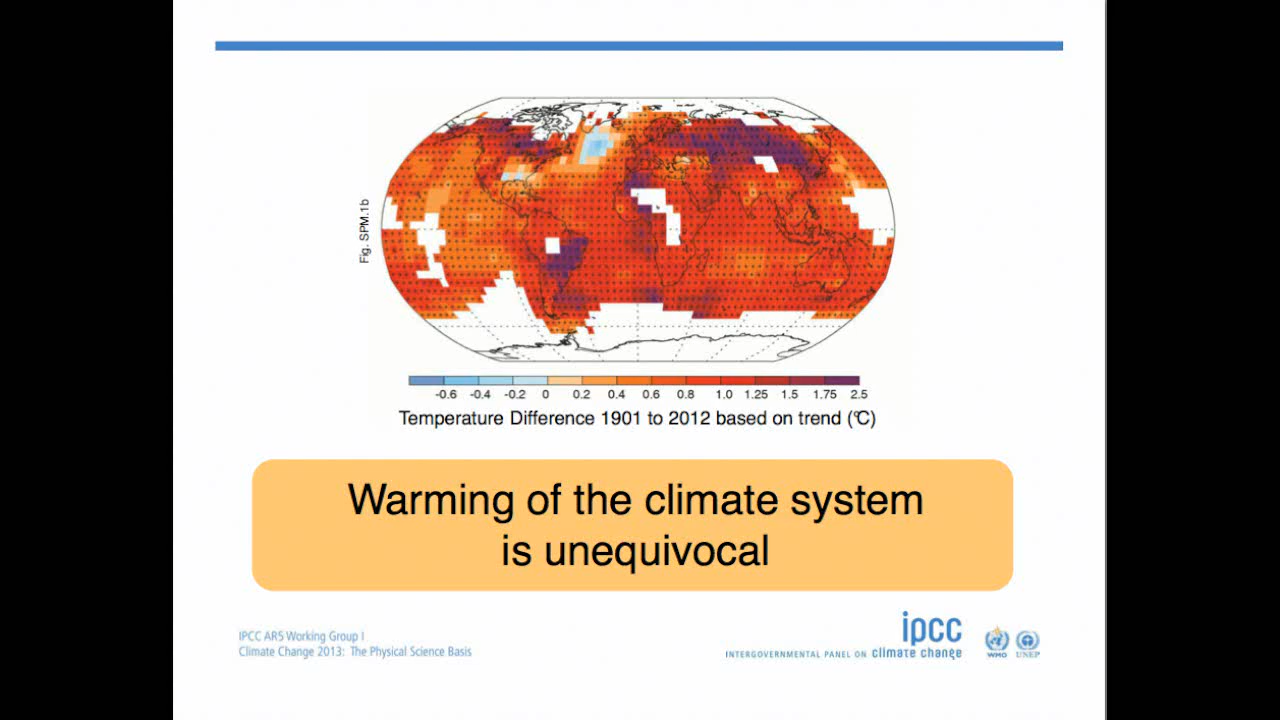 Fig. SPM.1b
-0.6 -0.4 -0.2 0 0.2 0.4 0.6 0.8 1.0 1.25 1.5 1.75 2.5
Temperature Difference 1901 to 2012 based on trend (°C)
Warming of the climate system
is unequivocal
IPCC AR5 Working Group I
Climate Change 2013: The Physical Science Basis
ipcc
INTERGOVERNMENTAL PANEL ON climate change
WMO UNEP